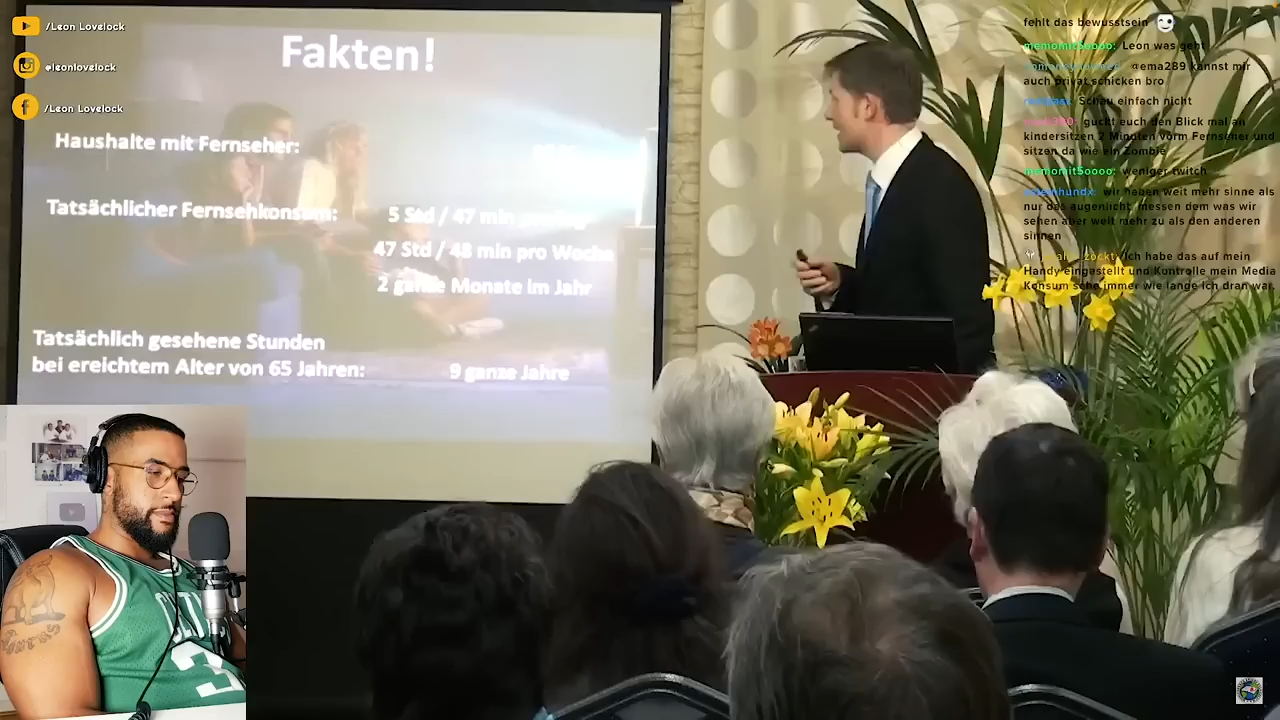 /Leon Lovelock
@leonlovelock
/Leon Lovelock
Fakten!
Haushalte mit Fernseher:
Tatsächlicher Fernsehkonsum:
5 Std / 47 min
47 Std / 48 min pro Woche
2 ganze Monate im Jahr
Tatsächlich gesehene Stunden
bei ereichtem Alter von 65 Jahren:
9 ganze Jahre
fehlt das bewusstsein
memomit5oooo: Leon was geht
@ema289 kannst mir
auch privat schicken bro
Schau einfach nicht
guckt euch den Blick mal an
kindersitzen 2 Minuten vorm Fernseher und
sitzen da wie ein Zombie
memomit5oooo: weniger twitch
wir haben weit mehr sinne als
nur das augenlicht, messen dem was wir
sehen aber weit mehr zu als den anderen
sinnen
Ich habe das auf mein
Handy eingestellt und Kontrolle mein Media
Konsum sehe immer wie lange ich dran war.